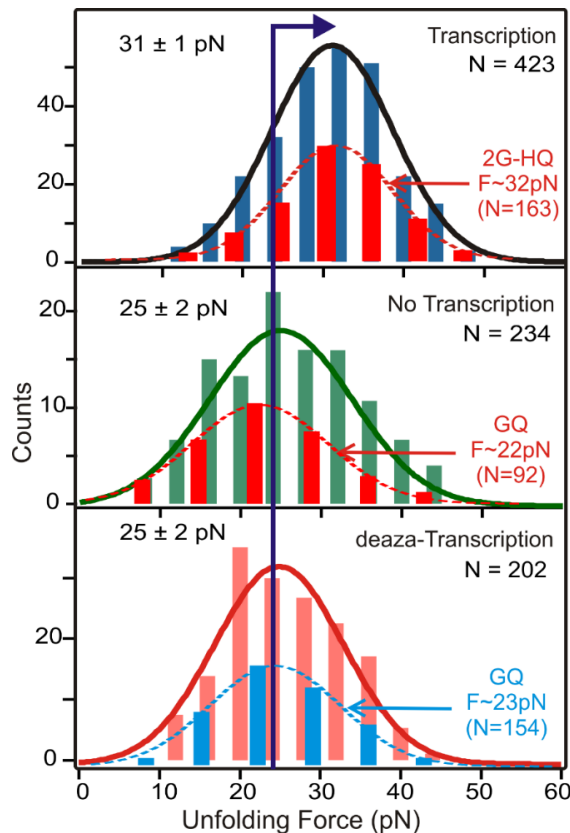 31 ± 1 pN
Transcription
N = 423
40
20
0
2G-HQ
F~32pN
(N=163)
25 ± 2 pN
No Transcription
N = 234
20
10
0
GQ
F~22pN
(N=92)
25 ± 2 pN
deaza-Transcription
N = 202
20
0
GQ
F~23pN
(N=154)
Counts
0 10 20 30 40 50 60
Unfolding Force (pN)